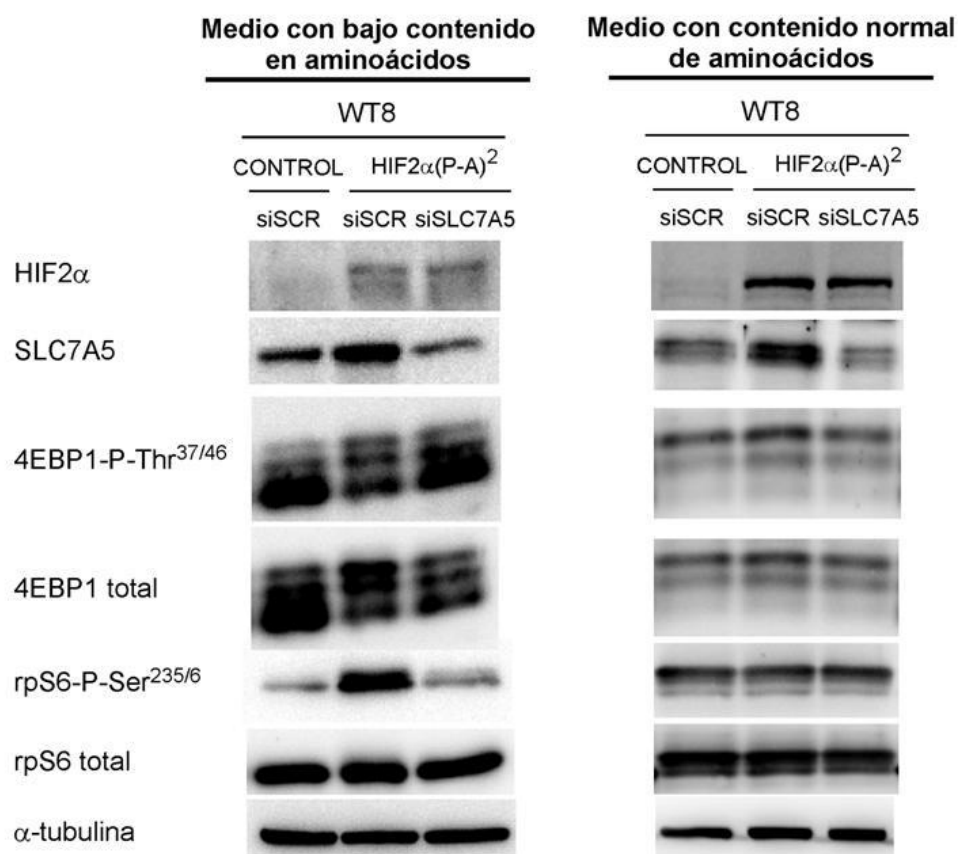 Medio con bajo contenido
en aminoácidos
Medio con contenido normal
de aminoácidos
WT8
WT8
CONTROL HIF2α(P-A)²
CONTROL HIF2α(P-A)²
siSCR siSCR siSLC7A5
siSCR siSCR siSLC7A5
HIF2α
SLC7A5
4EBP1-P-Thr³⁷/⁴⁶
4EBP1 total
rpS6-P-Ser²³⁵/⁶
rpS6 total
α-tubulina